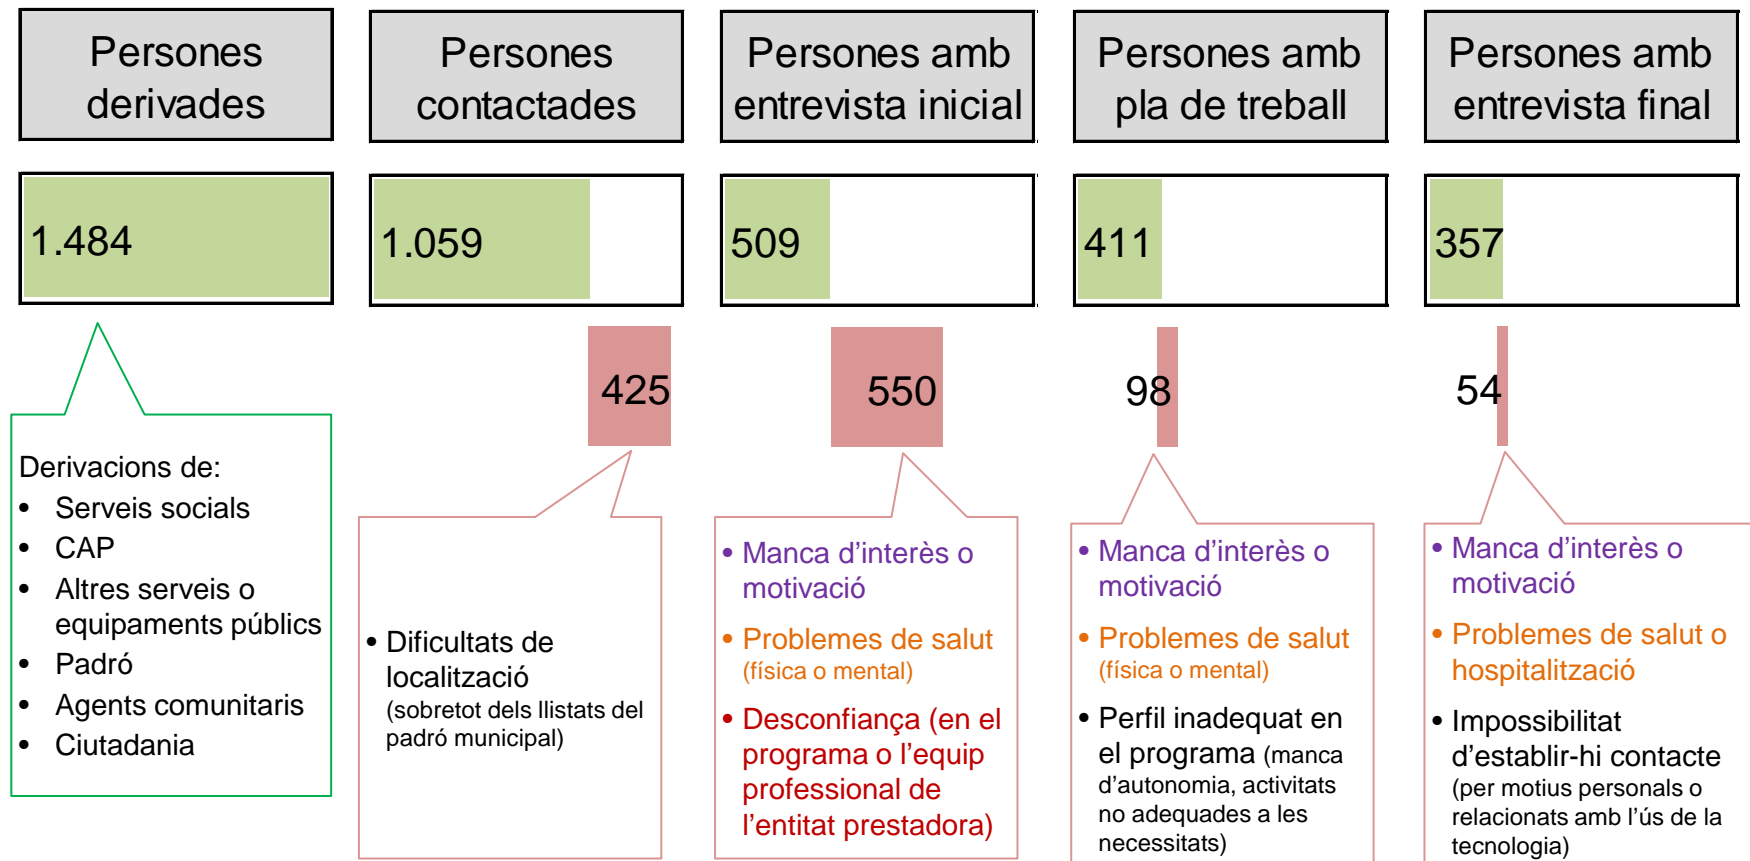 Persones
derivades
Persones
contactades
Persones amb
entrevista inicial
Persones amb
pla de treball
Persones amb
entrevista final
1.484
1.059
509
411
357
425
550
98
54
Derivacions de:
• Serveis socials
• CAP
• Altres serveis o
equipaments públics
• Padró
• Agents comunitaris
• Ciutadania
• Dificultats de
localització
(sobretot dels llistats del
padró municipal)
• Manca d’interès o
motivació
• Problemes de salut
(física o mental)
• Desconfiança (en el
programa o l’equip
professional de
l’entitat prestadora)
• Manca d’interès o
motivació
• Problemes de salut
(física o mental)
• Perfil inadequat en
el programa (manca
d’autonomia, activitats
no adequades a les
necessitats)
• Manca d’interès o
motivació
• Problemes de salut o
hospitalització
• Impossibilitat
d’establir-hi contacte
(per motius personals o
relacionats amb l’ús de la
tecnologia)